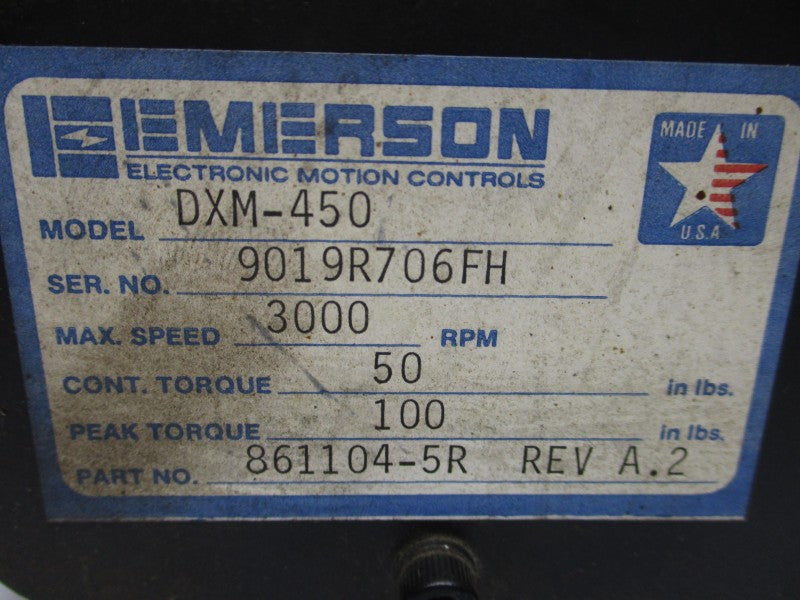 EMERSON
ELECTRONIC MOTION CONTROLS
MADE IN
U.S.A
MODEL DXM-450
SER. NO. 9019R706FH
MAX. SPEED 3000 RPM
CONT. TORQUE 50 in lbs.
PEAK TORQUE 100 in lbs.
PART NO. 861104-5R REV A.2